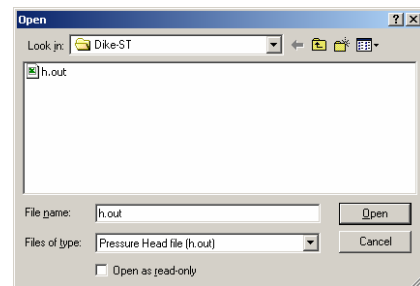 Open
Look in: Dike-ST
h.out
File name: h.out Open
Files of type: Pressure Head file (h.out) Cancel
Open as read-only